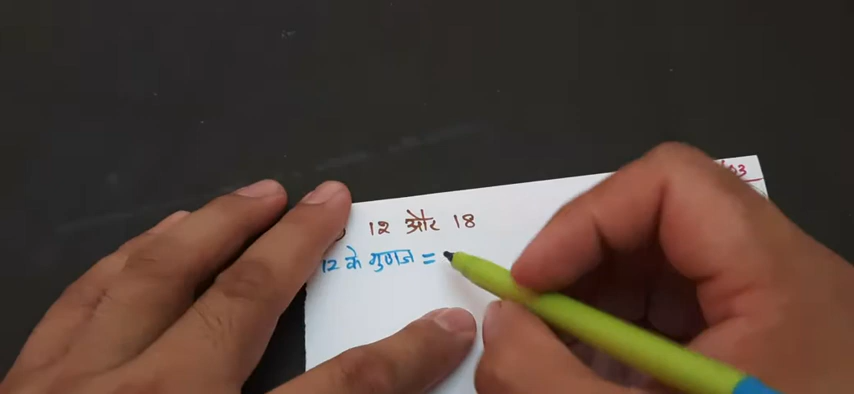 12 और 18
12 के गुणज =